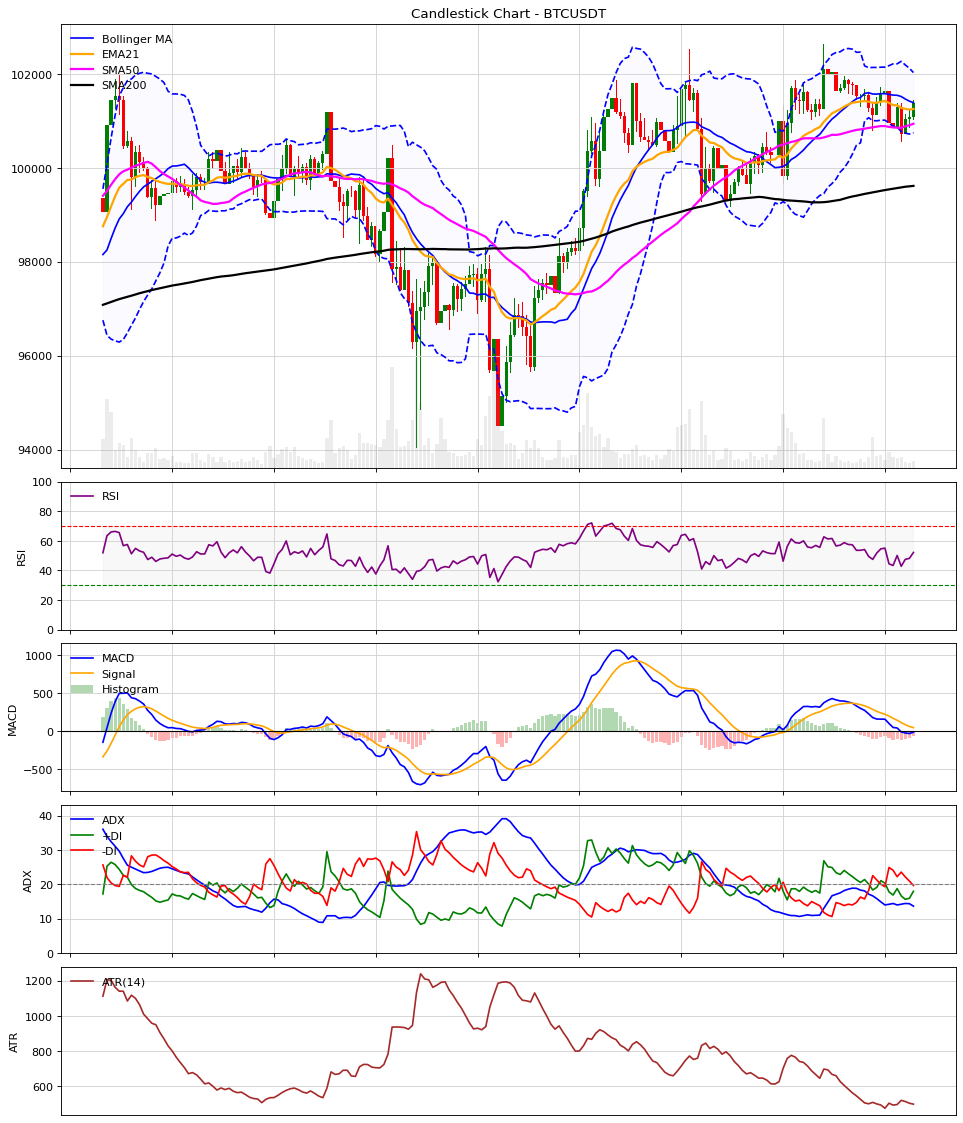 Candlestick Chart - BTCUSDT
Bollinger MA
EMA21
SMA50
SMA200
102000
100000
98000
96000
94000
RSI
100
80
60
40
20
0
RSI
MACD
Signal
Histogram
1000
500
0
−500
MACD
ADX
+DI
-DI
40
30
20
10
0
ADX
ATR(14)
1200
1000
800
600
ATR